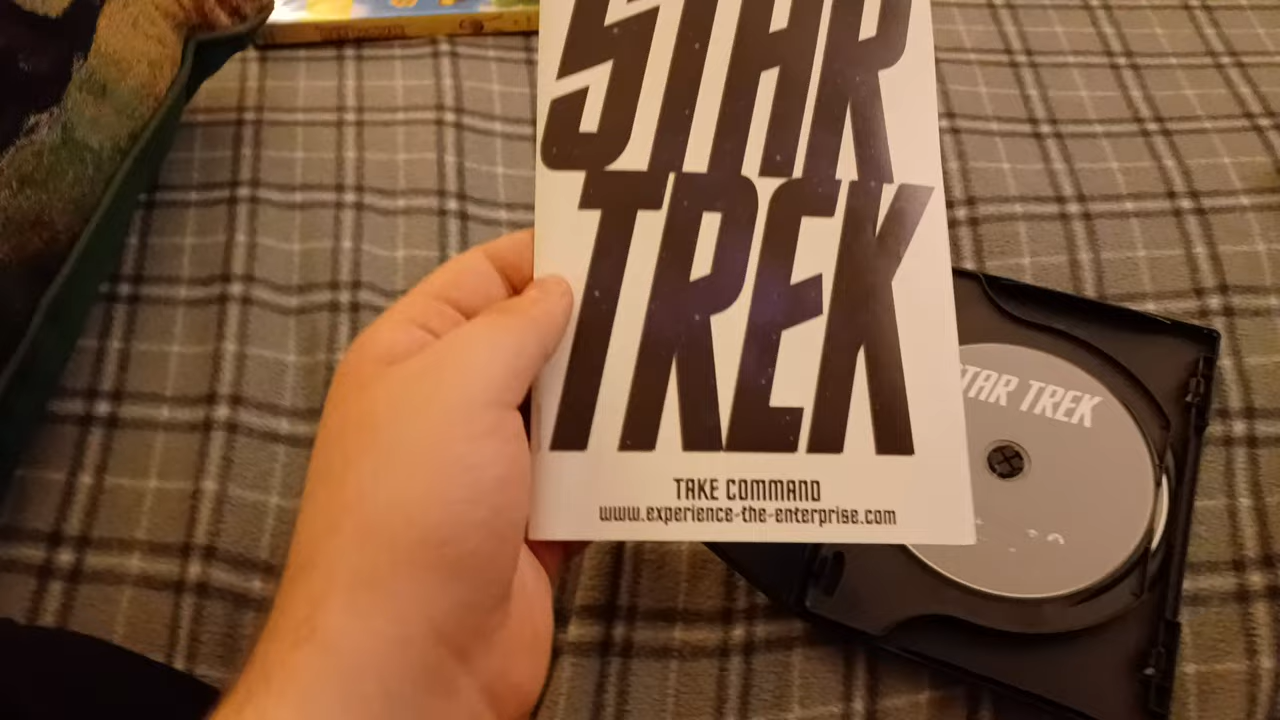 STAR
TREK
TAKE COMMAND
www.experience-the-enterprise.com
STAR TREK